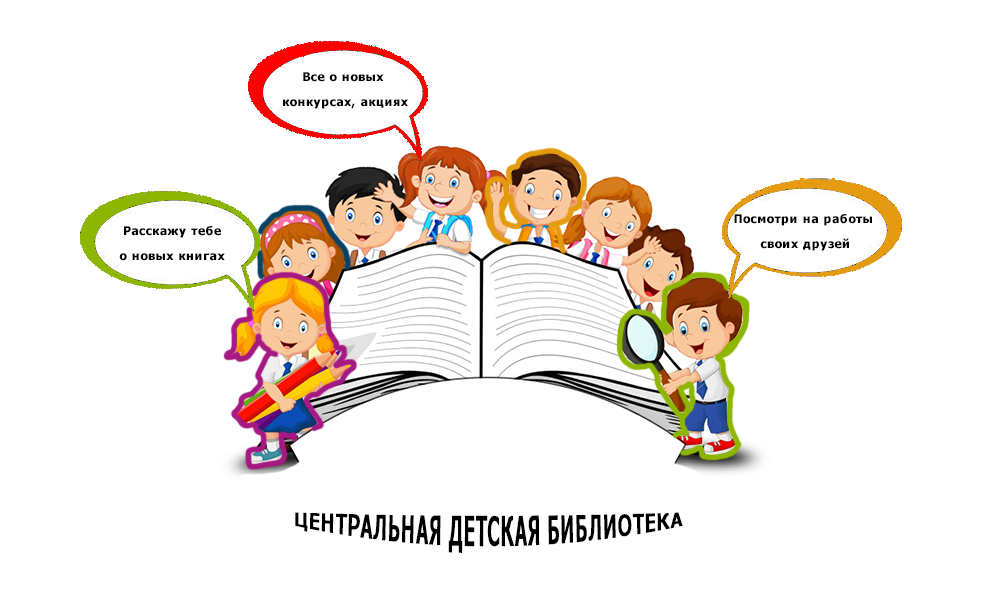 Все о новых
конкурсах, акциях
Расскажу тебе
о новых книгах
Посмотри на работы
своих друзей
ЦЕНТРАЛЬНАЯ ДЕТСКАЯ БИБЛИОТЕКА